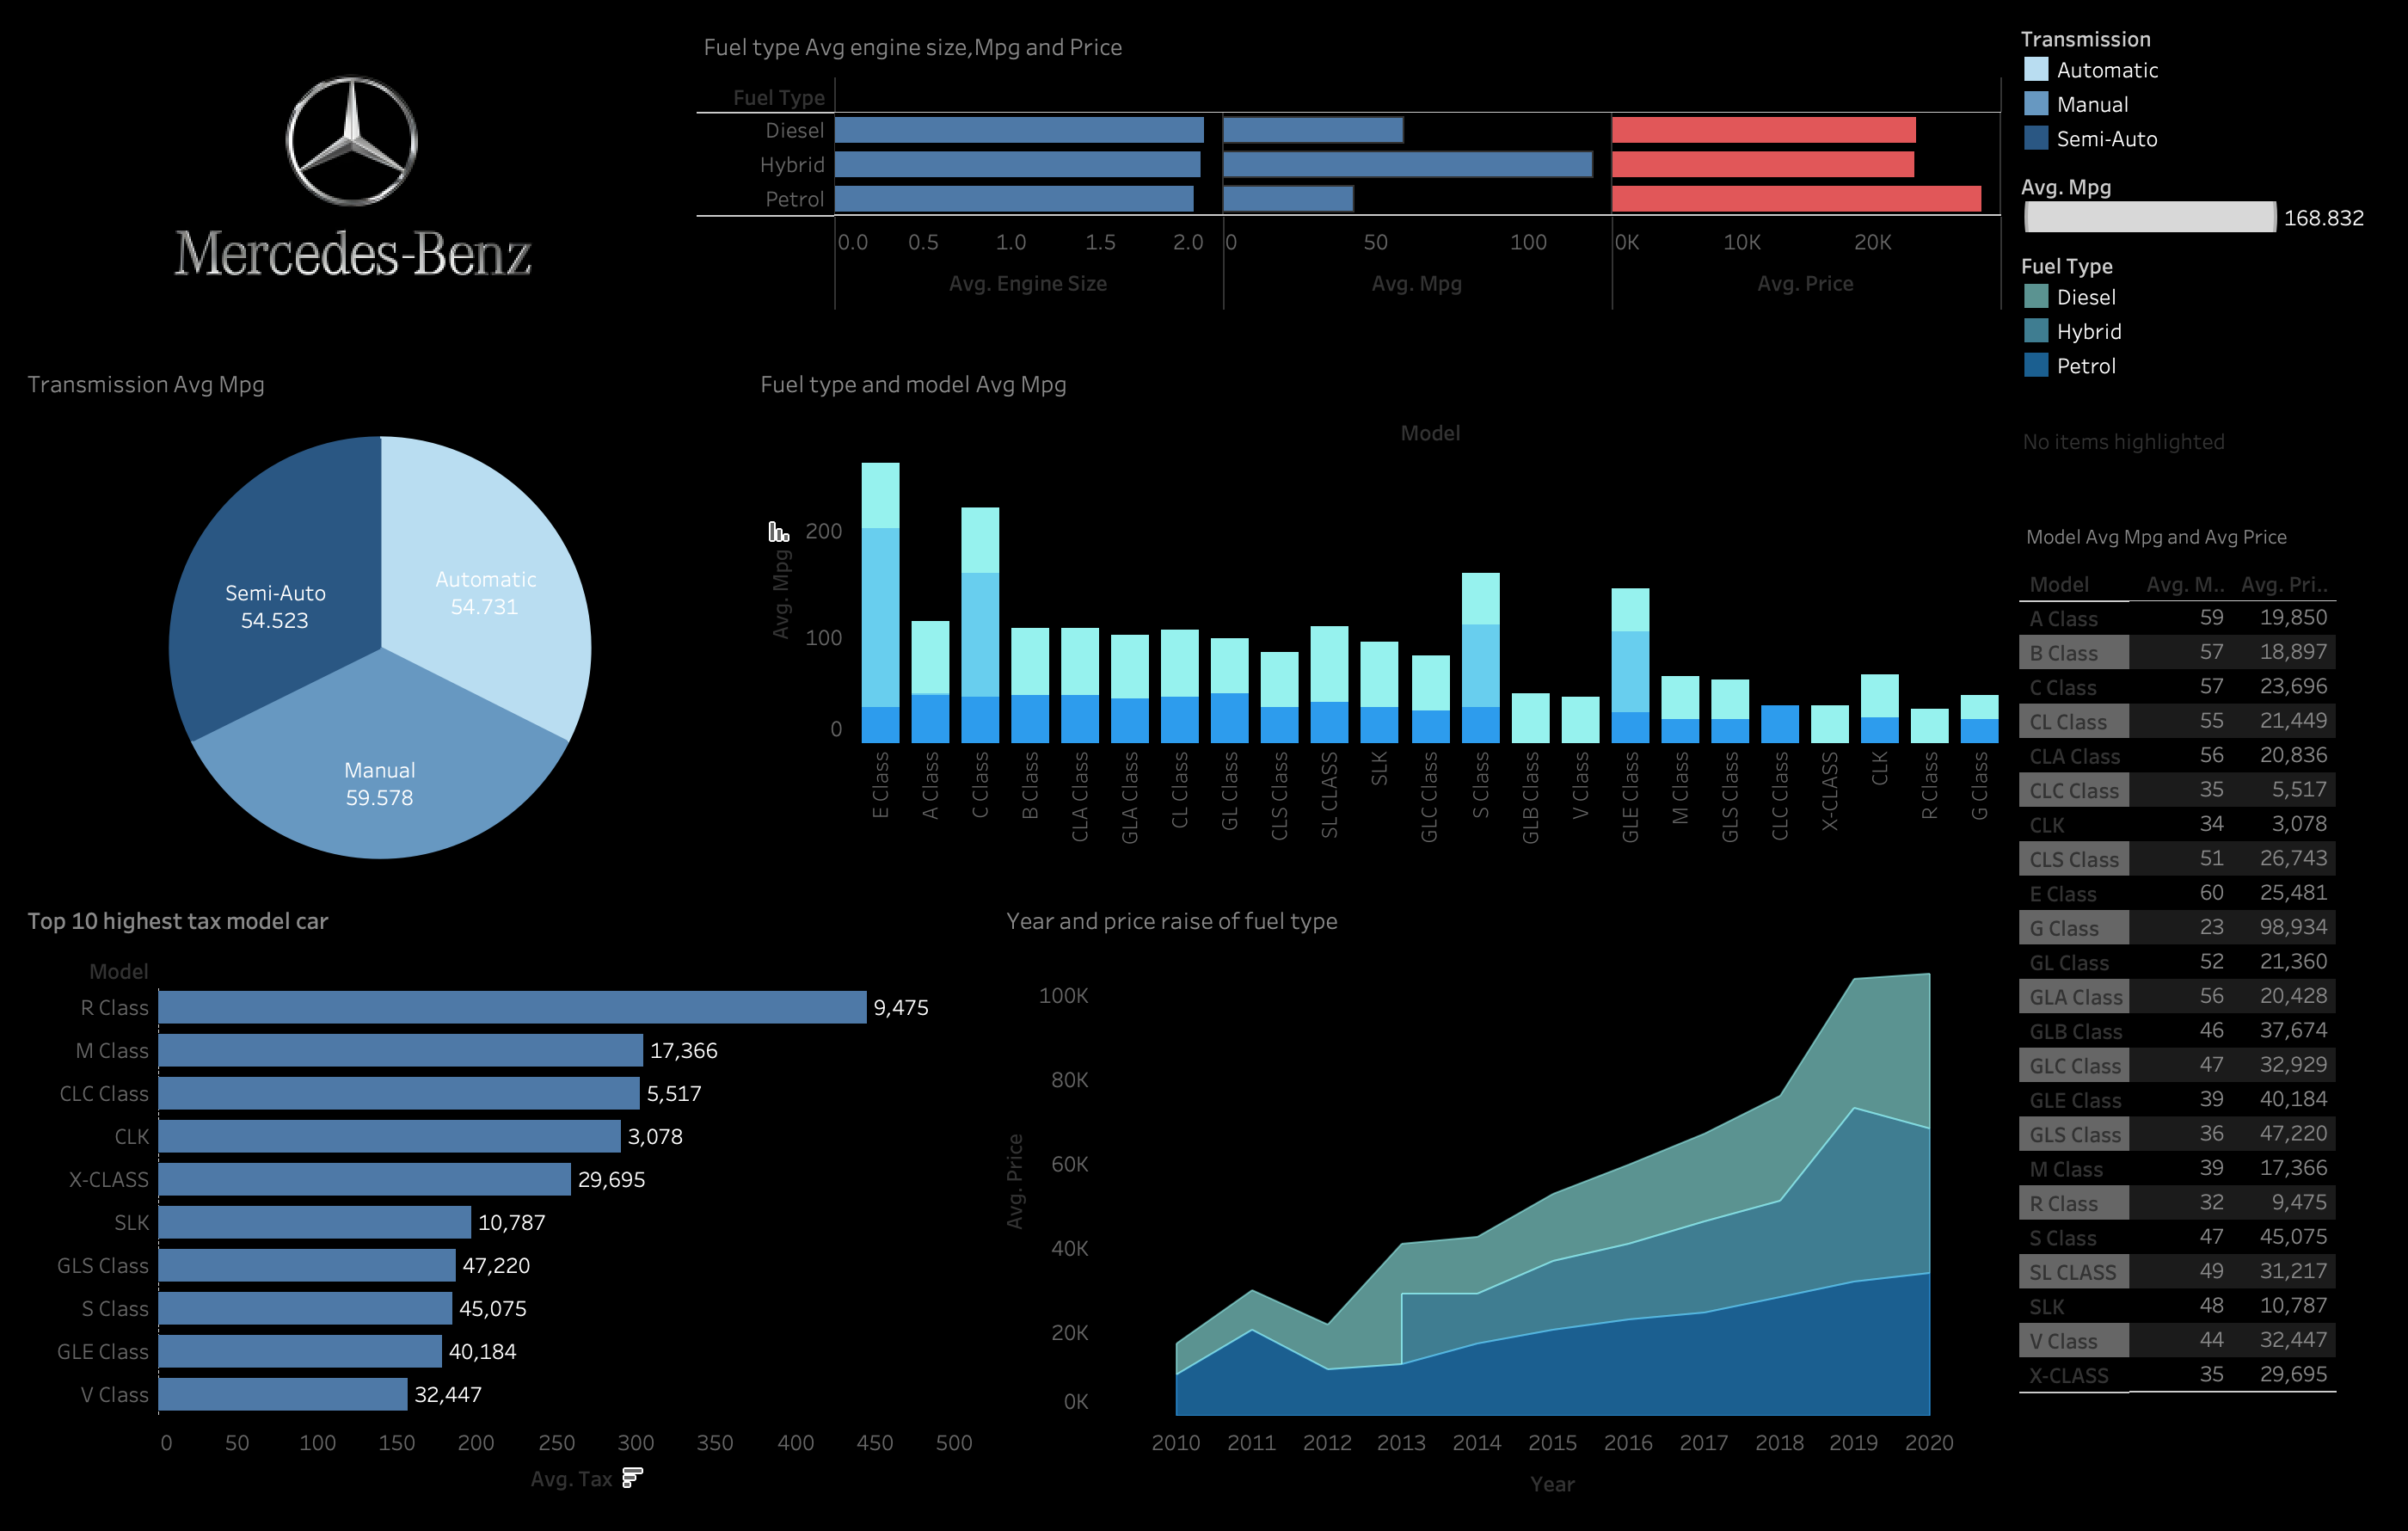 Mercedes-Benz
Fuel type Avg engine size,Mpg and Price
Fuel Type
Diesel
Hybrid
Petrol
0.0 0.5 1.0 1.5 2.0 0 50 100 0K 10K 20K
Avg. Engine Size Avg. Mpg Avg. Price
Transmission
Automatic
Manual
Semi-Auto
Avg. Mpg
168.832
Fuel Type
Diesel
Hybrid
Petrol
No items highlighted
Transmission Avg Mpg
Automatic
54.731
Semi-Auto
54.523
Manual
59.578
Fuel type and model Avg Mpg
Model
Avg. Mpg
200
100
0
E Class
A Class
C Class
B Class
CLA Class
GLA Class
CL Class
GL Class
CLS Class
SL CLASS
SLK
GLC Class
S Class
GLB Class
V Class
GLE Class
M Class
GLS Class
CLC Class
X-CLASS
CLK
R Class
G Class
Model Avg Mpg and Avg Price
Model Avg. M.. Avg. Pri..
A Class 59 19,850
B Class 57 18,897
C Class 57 23,696
CL Class 55 21,449
CLA Class 56 20,836
CLC Class 35 5,517
CLK 34 3,078
CLS Class 51 26,743
E Class 60 25,481
G Class 23 98,934
GL Class 52 21,360
GLA Class 56 20,428
GLB Class 46 37,674
GLC Class 47 32,929
GLE Class 39 40,184
GLS Class 36 47,220
M Class 39 17,366
R Class 32 9,475
S Class 47 45,075
SL CLASS 49 31,217
SLK 48 10,787
V Class 44 32,447
X-CLASS 35 29,695
Top 10 highest tax model car
Model
R Class 9,475
M Class 17,366
CLC Class 5,517
CLK 3,078
X-CLASS 29,695
SLK 10,787
GLS Class 47,220
S Class 45,075
GLE Class 40,184
V Class 32,447
0 50 100 150 200 250 300 350 400 450 500
Avg. Tax
Year and price raise of fuel type
Avg. Price
100K
80K
60K
40K
20K
0K
2010 2011 2012 2013 2014 2015 2016 2017 2018 2019 2020
Year